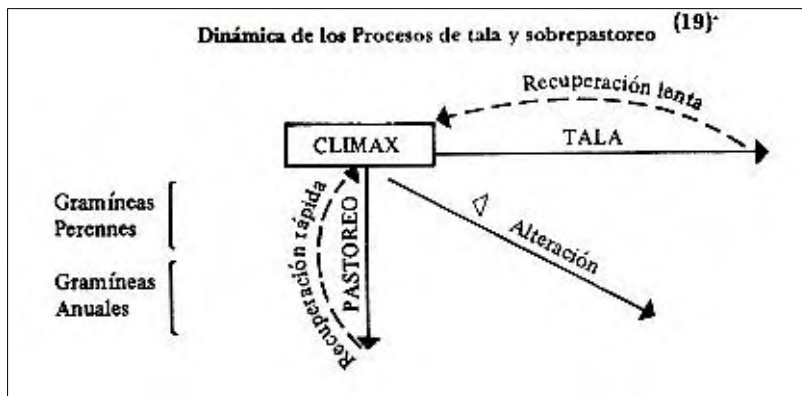 Dinámica de los Procesos de tala y sobrepastoreo (19)
Recuperación lenta
CLIMAX
TALA
Gramíneas
Perennes
Gramíneas
Anuales
Recuperación rápida
PASTOREO
Alteración